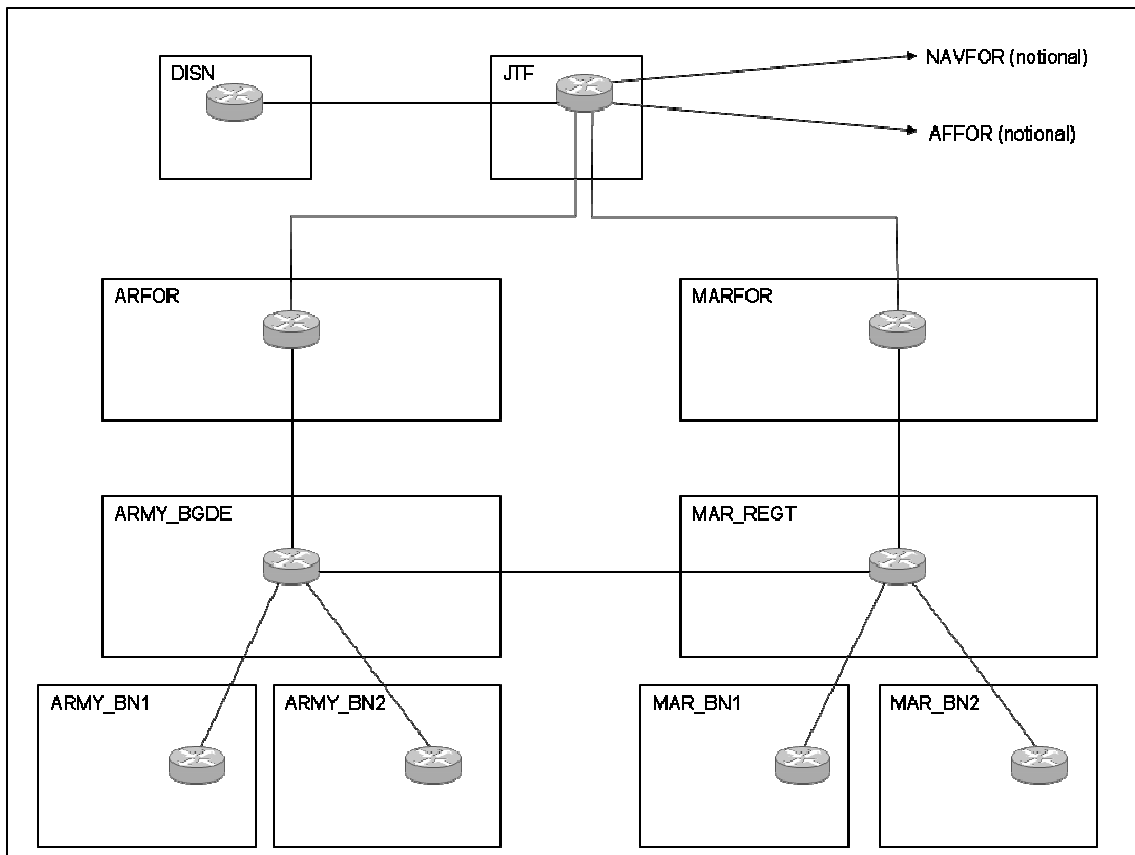 DISN
JTF
NAVFOR (notional)
AFFOR (notional)
ARFOR
MARFOR
ARMY_BGDE
MAR_REGT
ARMY_BN1
ARMY_BN2
MAR_BN1
MAR_BN2